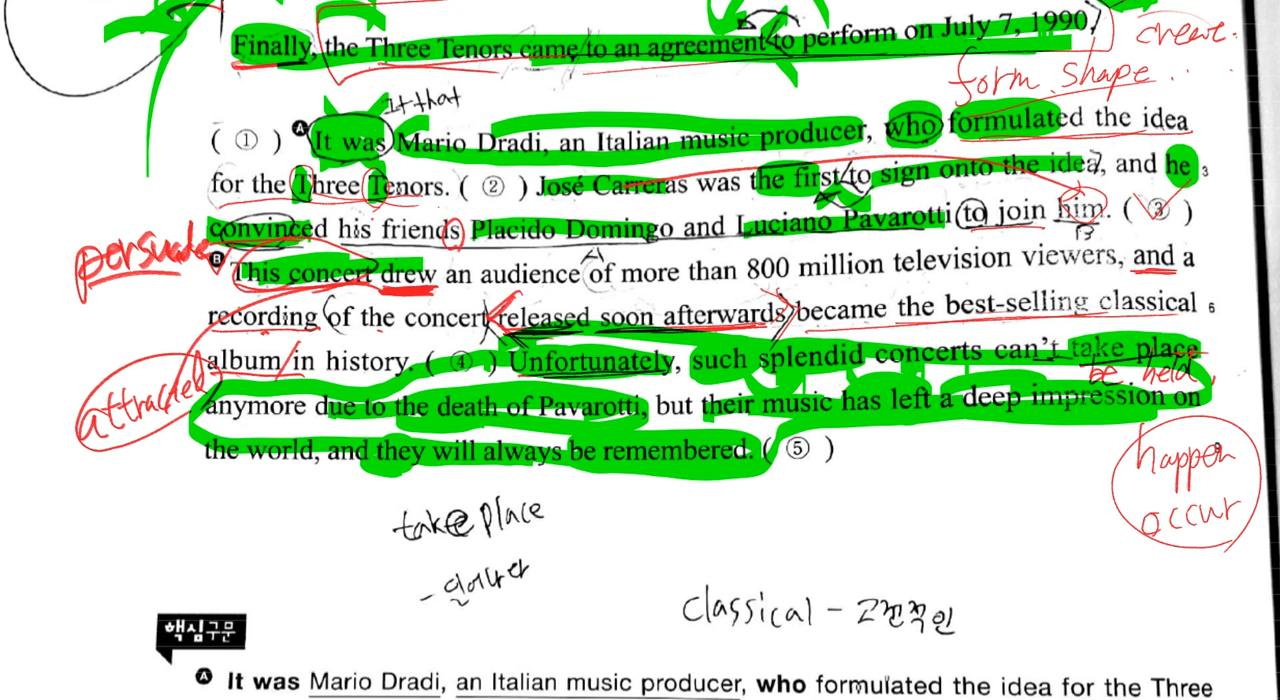 Finally, the Three Tenors came to an agreement to perform on July 7, 1990.
create.
form shape ..
It that
( ① ) Ⓐ It was Mario Dradi, an Italian music producer, who formulated the idea
for the Three Tenors. ( ② ) José Carreras was the first to sign onto the idea, and he 3
convinced his friends Placido Domingo and Luciano Pavarotti to join him. ( ③ )
persuade
Ⓑ This concert drew an audience of more than 800 million television viewers, and a
recording of the concert released soon afterwards became the best-selling classical 6
album in history. ( ④ ) Unfortunately, such splendid concerts can't take place
be held
attracted
anymore due to the death of Pavarotti, but their music has left a deep impression on
the world, and they will always be remembered. ( ⑤ )
happen
occur
take place
- 일어나다
classical - 고전적인
핵심구문
Ⓐ It was Mario Dradi, an Italian music producer, who formulated the idea for the Three